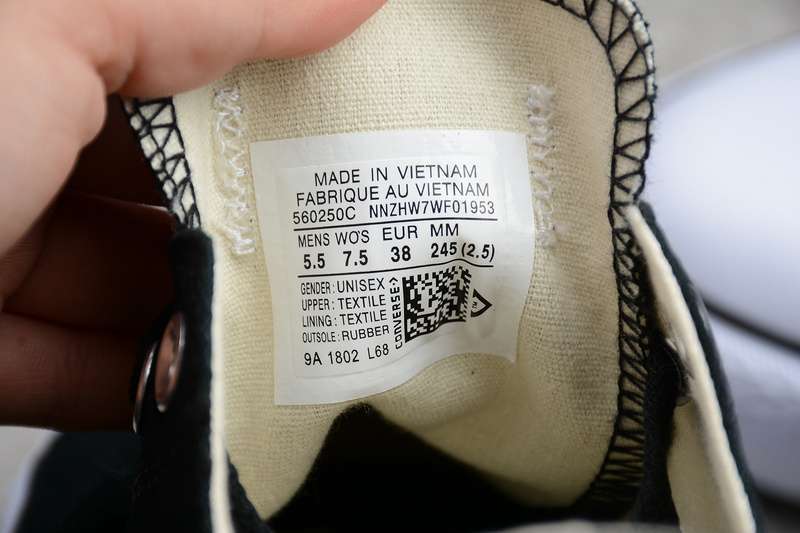 MADE IN VIETNAM
FABRIQUE AU VIETNAM
560250C NNZHW7WF01953
MENS WO'S EUR MM
5.5 7.5 38 245 (2.5)
GENDER: UNISEX
UPPER: TEXTILE
LINING: TEXTILE
OUTSOLE: RUBBER
CONVERSE
9A 1802 L68